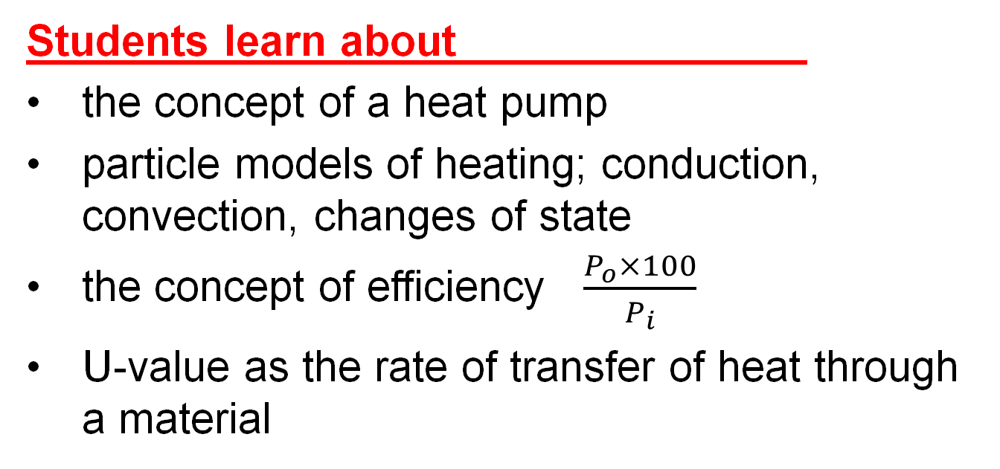 Students learn about
• the concept of a heat pump
• particle models of heating; conduction,
convection, changes of state
• the concept of efficiency $\frac{P_o \times 100}{P_i}$
• U-value as the rate of transfer of heat through
a material